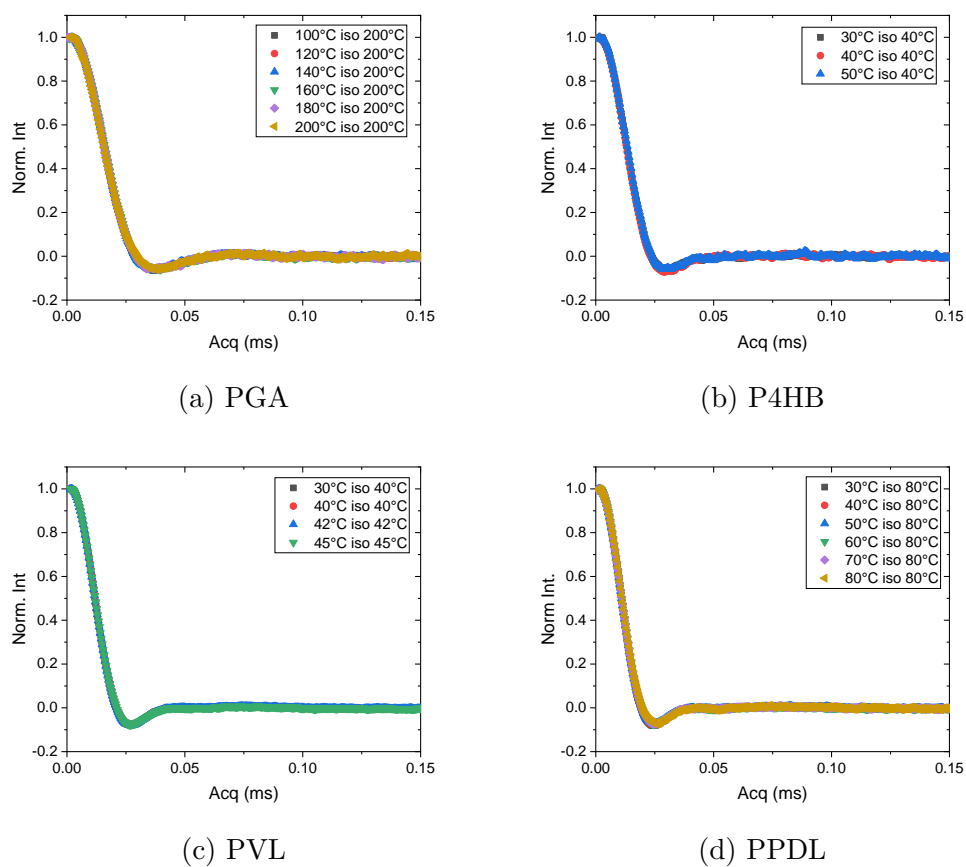 1.0
0.8
0.6
0.4
0.2
0.0
-0.2
Norm. Int
100°C iso 200°C
120°C iso 200°C
140°C iso 200°C
160°C iso 200°C
180°C iso 200°C
200°C iso 200°C
0.00 0.05 0.10 0.15
Acq (ms)
(a) PGA
1.0
0.8
0.6
0.4
0.2
0.0
-0.2
Norm. Int
30°C iso 40°C
40°C iso 40°C
50°C iso 40°C
0.00 0.05 0.10 0.15
Acq (ms)
(b) P4HB
1.0
0.8
0.6
0.4
0.2
0.0
-0.2
Norm Int
30°C iso 40°C
40°C iso 40°C
42°C iso 42°C
45°C iso 45°C
0.00 0.05 0.10 0.15
Acq (ms)
(c) PVL
1.0
0.8
0.6
0.4
0.2
0.0
-0.2
Norm Int.
30°C iso 80°C
40°C iso 80°C
50°C iso 80°C
60°C iso 80°C
70°C iso 80°C
80°C iso 80°C
0.00 0.05 0.10 0.15
Acq (ms)
(d) PPDL